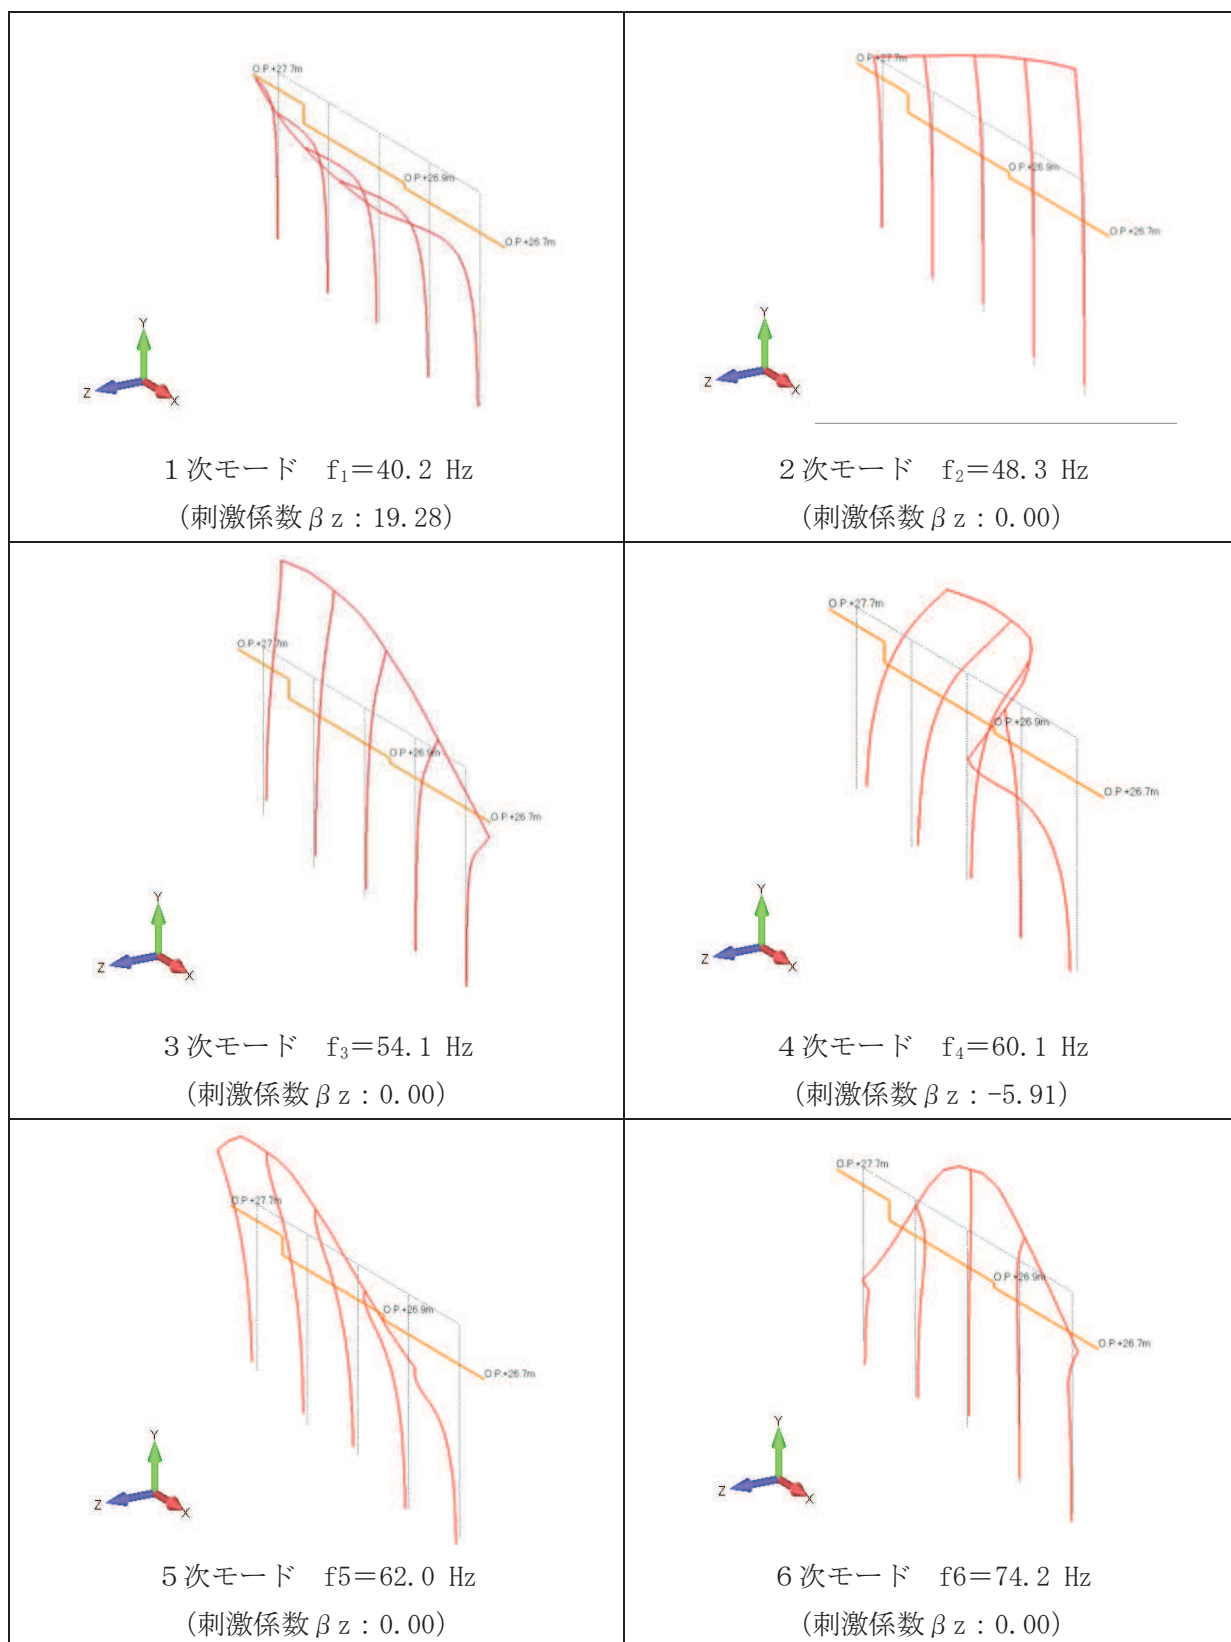 O.P.+27.7m
O.P.+26.9m
O.P.+26.7m
Y
Z
X
1次モード f₁=40.2 Hz
(刺激係数βz:19.28)
O.P.+27.7m
O.P.+26.9m
O.P.+26.7m
Y
Z
X
2次モード f₂=48.3 Hz
(刺激係数βz:0.00)
O.P.+27.7m
O.P.+26.9m
O.P.+26.7m
Y
Z
X
3次モード f₃=54.1 Hz
(刺激係数βz:0.00)
O.P.+27.7m
O.P.+26.9m
O.P.+26.7m
Y
Z
X
4次モード f₄=60.1 Hz
(刺激係数βz:-5.91)
O.P.+27.7m
O.P.+26.9m
O.P.+26.7m
Y
Z
X
5次モード f5=62.0 Hz
(刺激係数βz:0.00)
O.P.+27.7m
O.P.+26.9m
O.P.+26.7m
Y
Z
X
6次モード f6=74.2 Hz
(刺激係数βz:0.00)